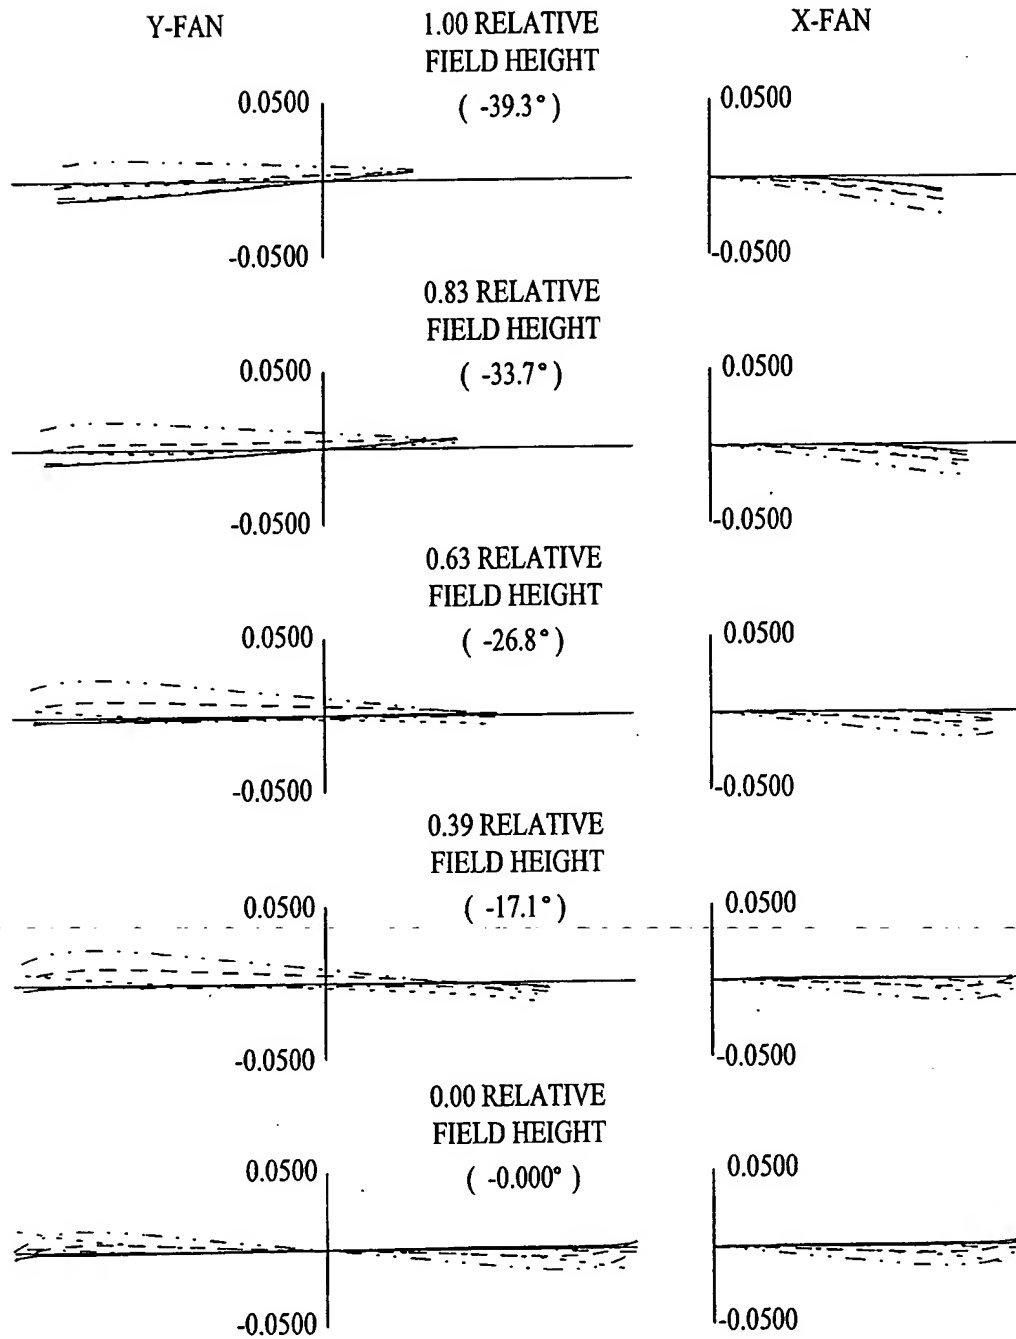 Y-FAN
1.00 RELATIVE
FIELD HEIGHT
( -39.3° )
X-FAN
0.0500
-0.0500
0.0500
-0.0500
0.83 RELATIVE
FIELD HEIGHT
( -33.7° )
0.0500
-0.0500
0.0500
-0.0500
0.63 RELATIVE
FIELD HEIGHT
( -26.8° )
0.0500
-0.0500
0.0500
-0.0500
0.39 RELATIVE
FIELD HEIGHT
( -17.1° )
0.0500
-0.0500
0.0500
-0.0500
0.00 RELATIVE
FIELD HEIGHT
( -0.000° )
0.0500
-0.0500
0.0500
-0.0500